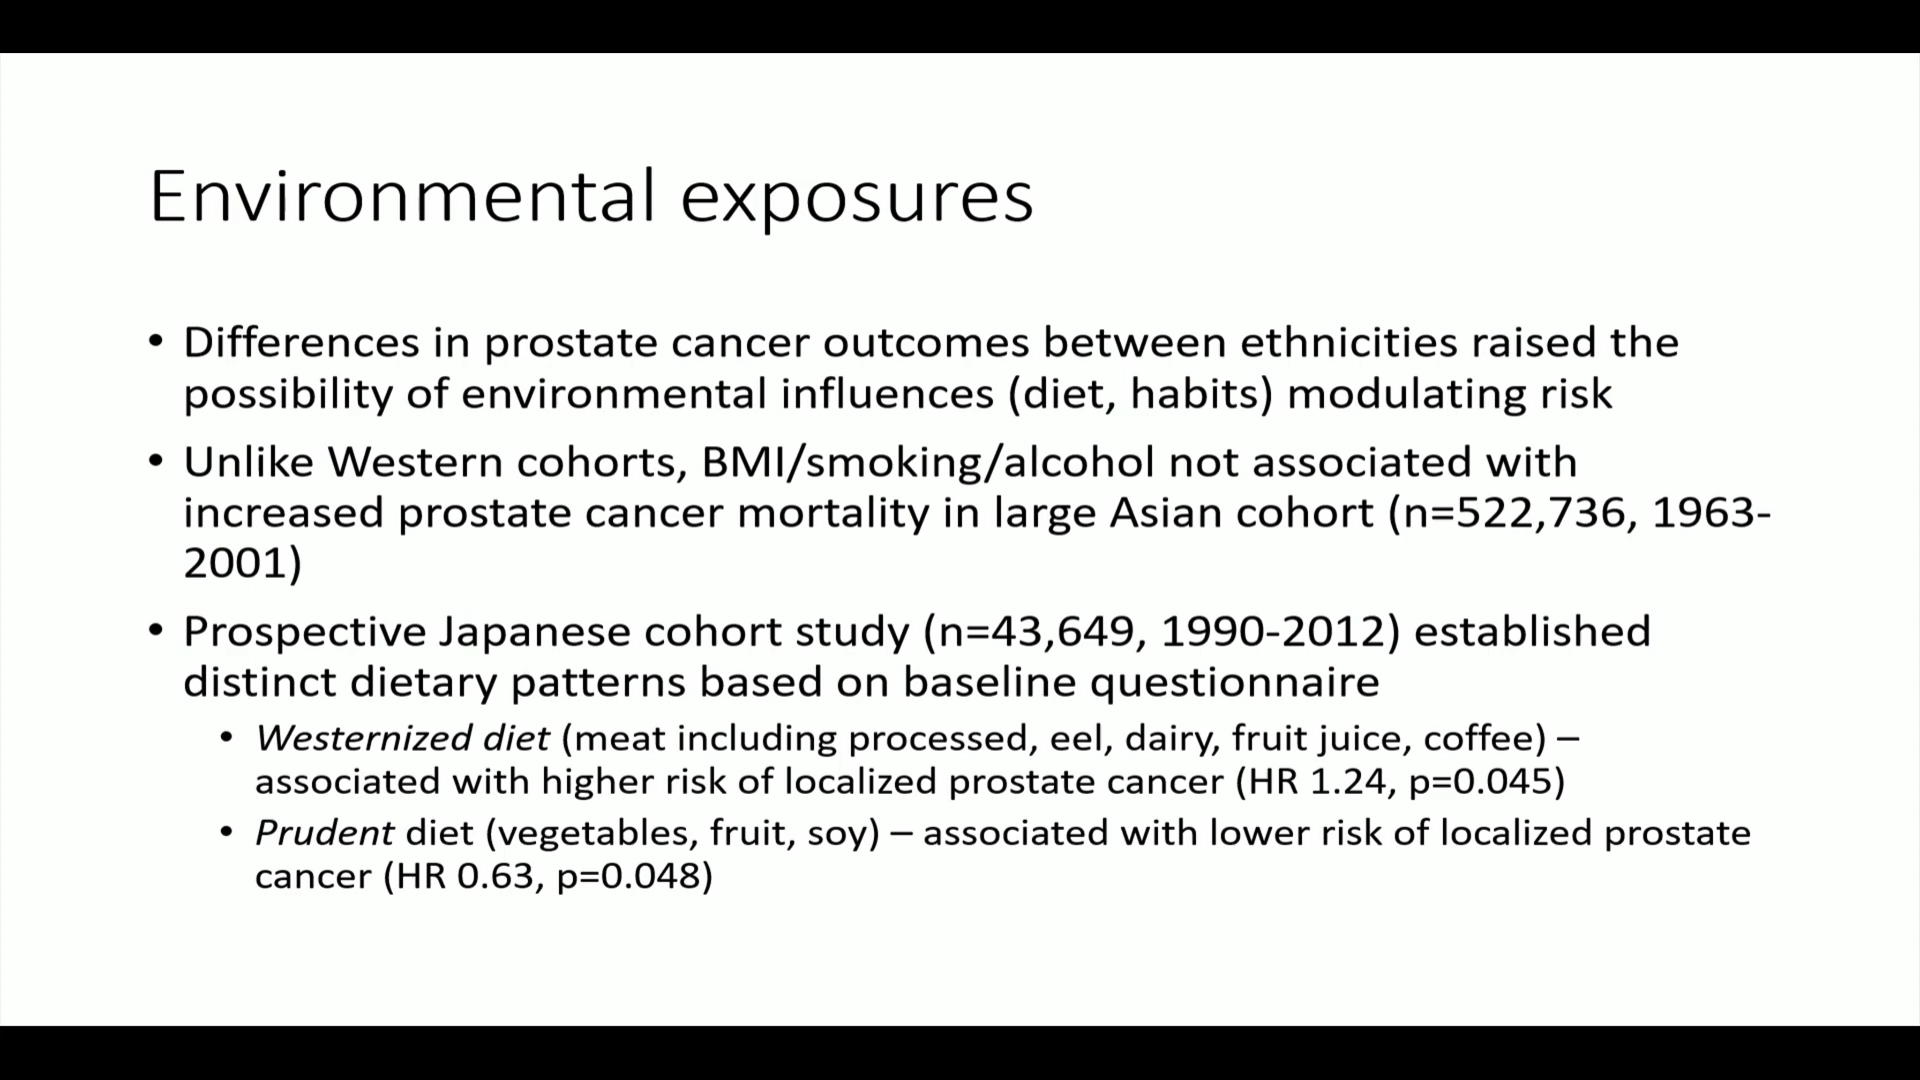 Environmental exposures
• Differences in prostate cancer outcomes between ethnicities raised the
possibility of environmental influences (diet, habits) modulating risk
• Unlike Western cohorts, BMI/smoking/alcohol not associated with
increased prostate cancer mortality in large Asian cohort (n=522,736, 1963-
2001)
• Prospective Japanese cohort study (n=43,649, 1990-2012) established
distinct dietary patterns based on baseline questionnaire
• Westernized diet (meat including processed, eel, dairy, fruit juice, coffee) –
associated with higher risk of localized prostate cancer (HR 1.24, p=0.045)
• Prudent diet (vegetables, fruit, soy) – associated with lower risk of localized prostate
cancer (HR 0.63, p=0.048)